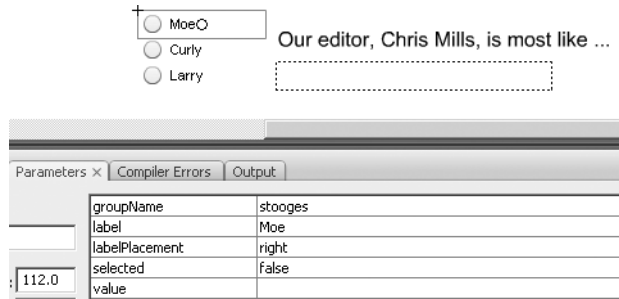 Moe
Curly
Larry
Our editor, Chris Mills, is most like ...
Parameters × Compiler Errors Output
groupName stooges
label Moe
labelPlacement right
selected false
: 112.0
value